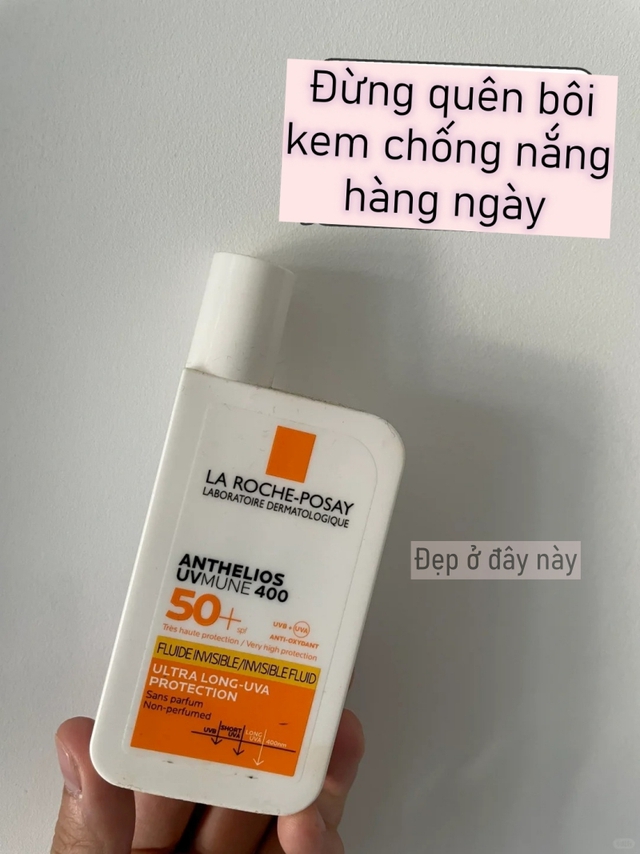 Đừng quên bôi
kem chống nắng
hàng ngày
LA ROCHE-POSAY
LABORATOIRE DERMATOLOGIQUE
Đẹp ở đây này
ANTHELIOS
UVMUNE 400
50+
spf
UVB + UVA
ANTI-OXYDANT
Très haute protection / Very high protection
FLUIDE INVISIBLE/INVISIBLE FLUID
ULTRA LONG-UVA
PROTECTION
Sans parfum
Non-perfumed
UVB SHORT UVA LONG UVA 400nm